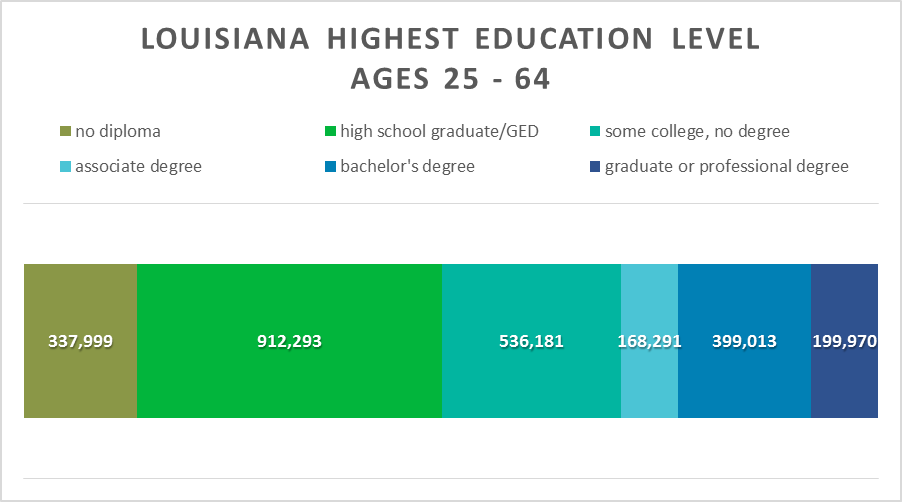 LOUISIANA HIGHEST EDUCATION LEVEL
AGES 25 - 64
no diploma
high school graduate/GED
some college, no degree
associate degree
bachelor's degree
graduate or professional degree
337,999
912,293
536,181
168,291
399,013
199,970